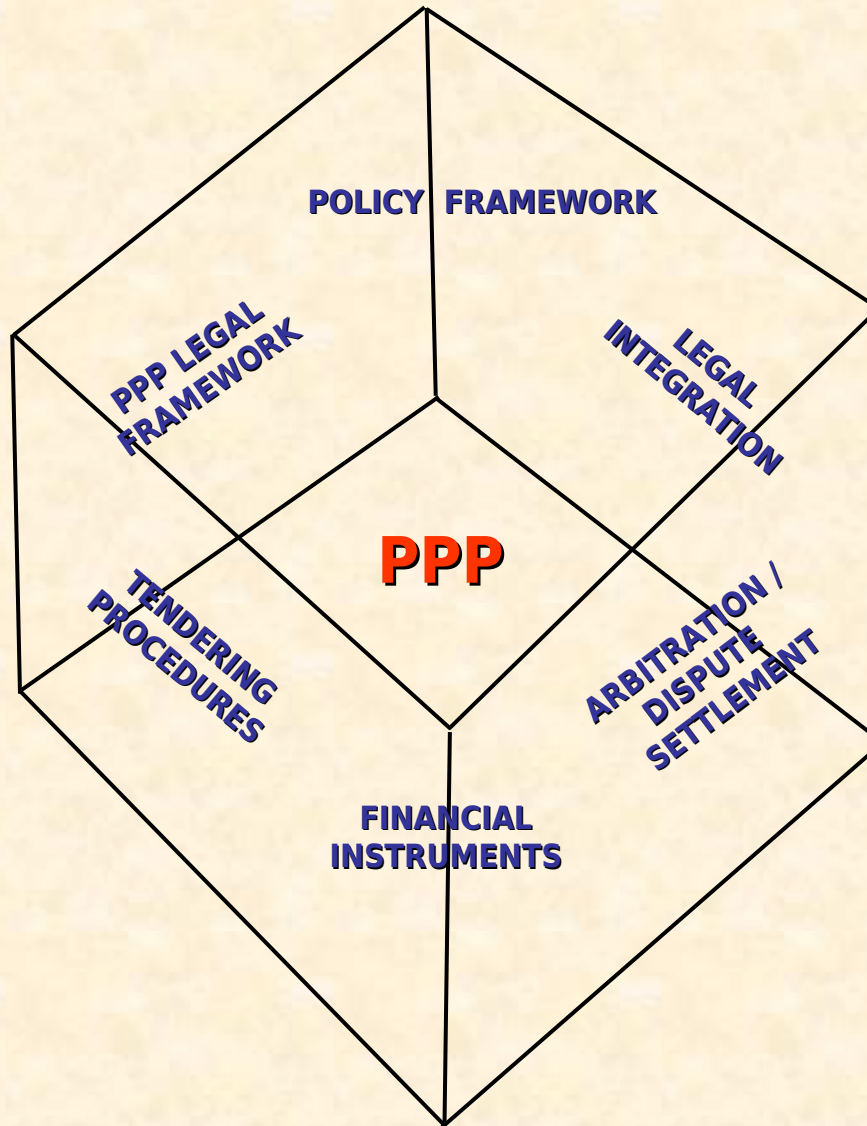 POLICY FRAMEWORK
PPP LEGAL
FRAMEWORK
LEGAL
INTEGRATION
PPP
TENDERING
PROCEDURES
ARBITRATION /
DISPUTE
SETTLEMENT
FINANCIAL
INSTRUMENTS